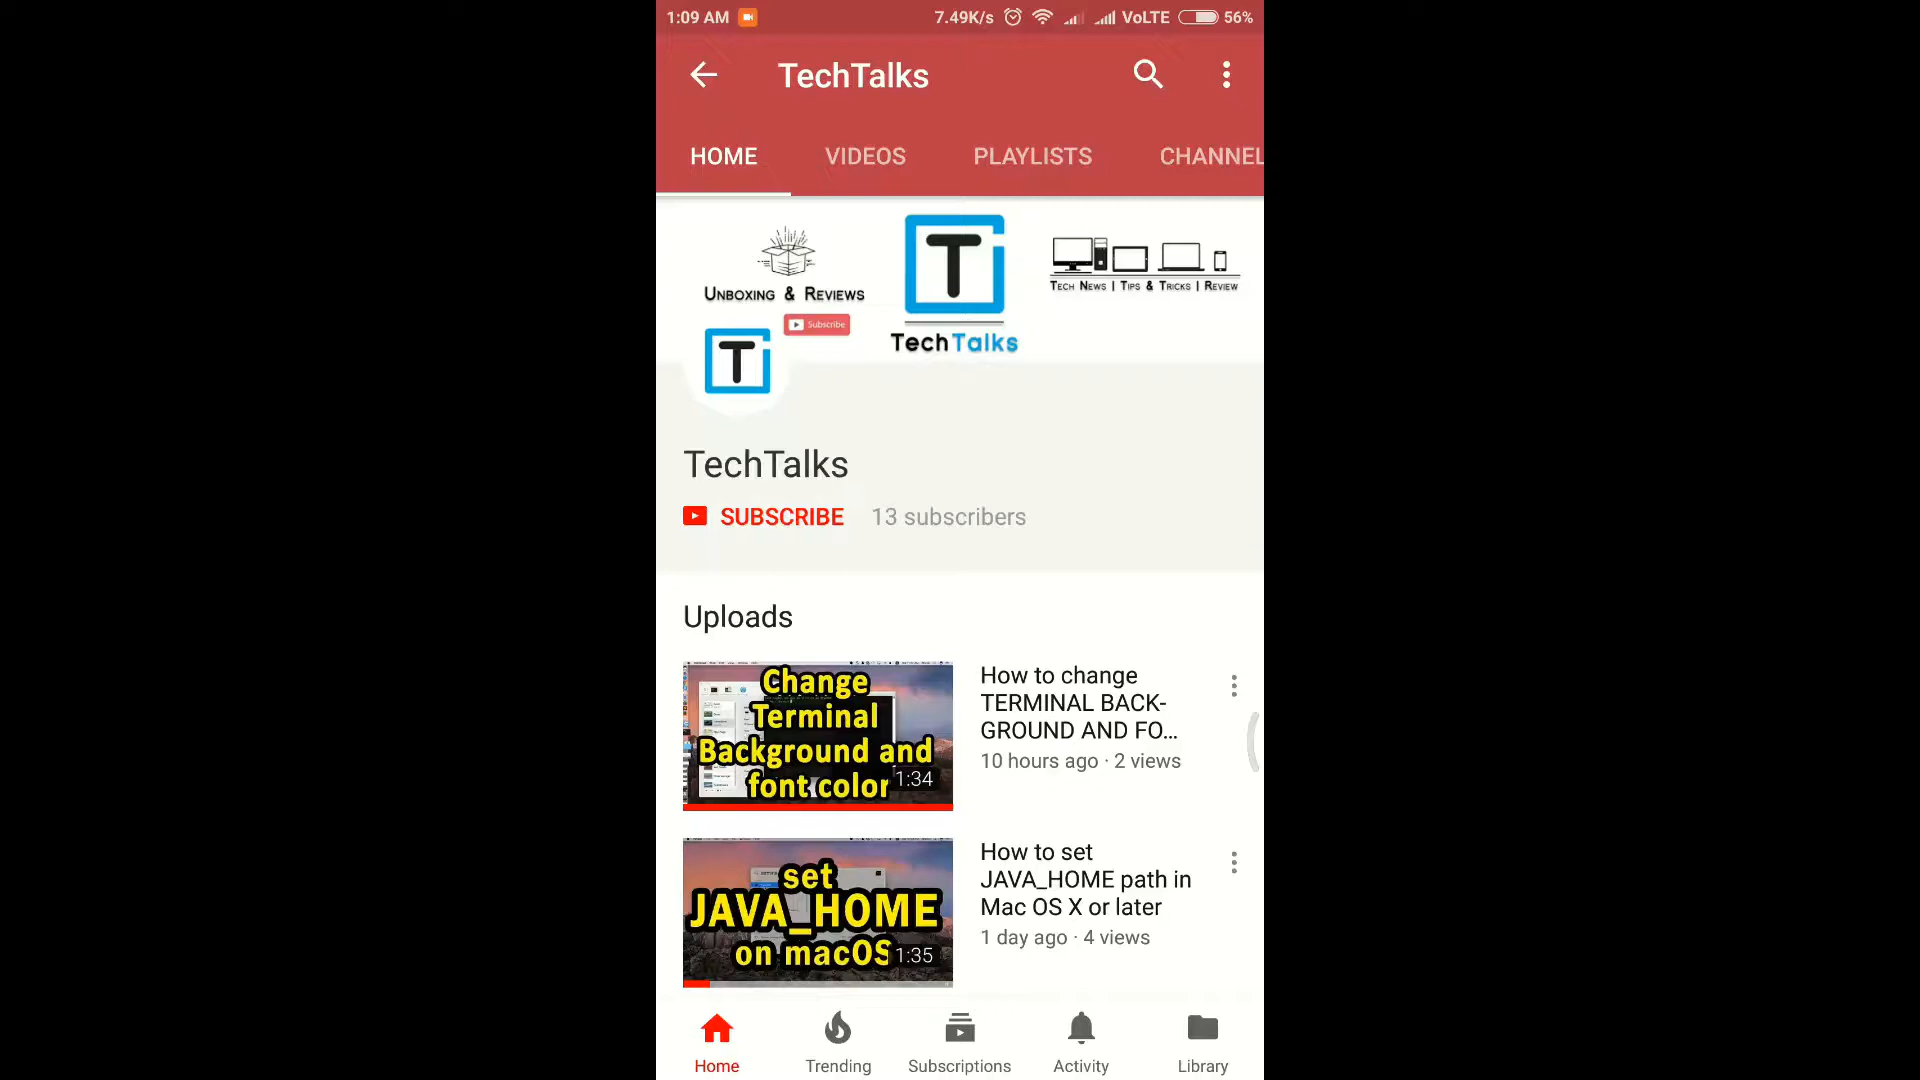 1:09 AM 7.49K/s VoLTE 56%
TechTalks
HOME VIDEOS PLAYLISTS CHANNEL
UNBOXING & REVIEWS
Subscribe
T
TechTalks
TECH NEWS | TIPS & TRICKS | REVIEW
T
TechTalks
SUBSCRIBE 13 subscribers
Uploads
Change
Terminal
Background and
font color
1:34
How to change
TERMINAL BACK-
GROUND AND FO...
10 hours ago · 2 views
set
JAVA_HOME
on macOS
1:35
How to set
JAVA_HOME path in
Mac OS X or later
1 day ago · 4 views
Home Trending Subscriptions Activity Library